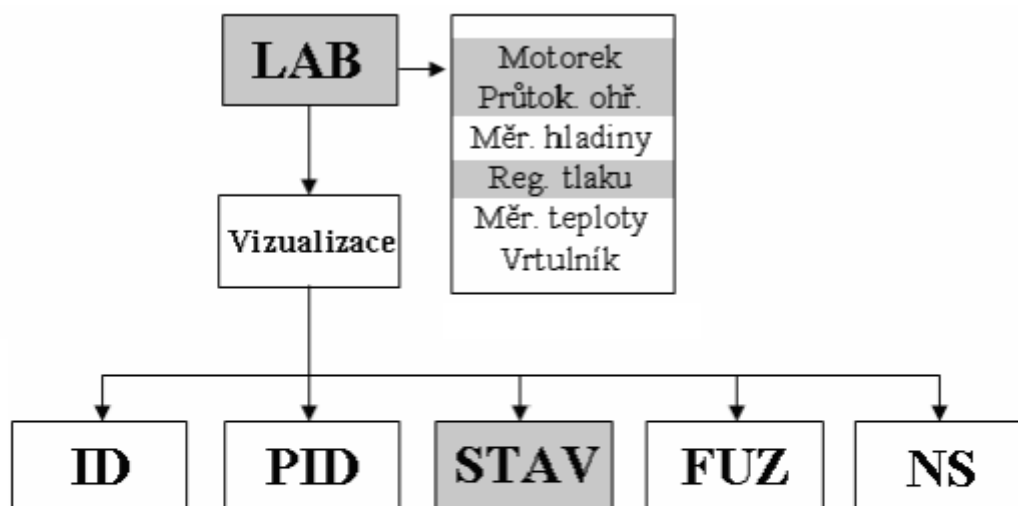 LAB
Motorek
Průtok. ohř.
Měr. hladiny
Reg. tlaku
Měr. teploty
Vrtulník
Vizualizace
ID
PID
STAV
FUZ
NS